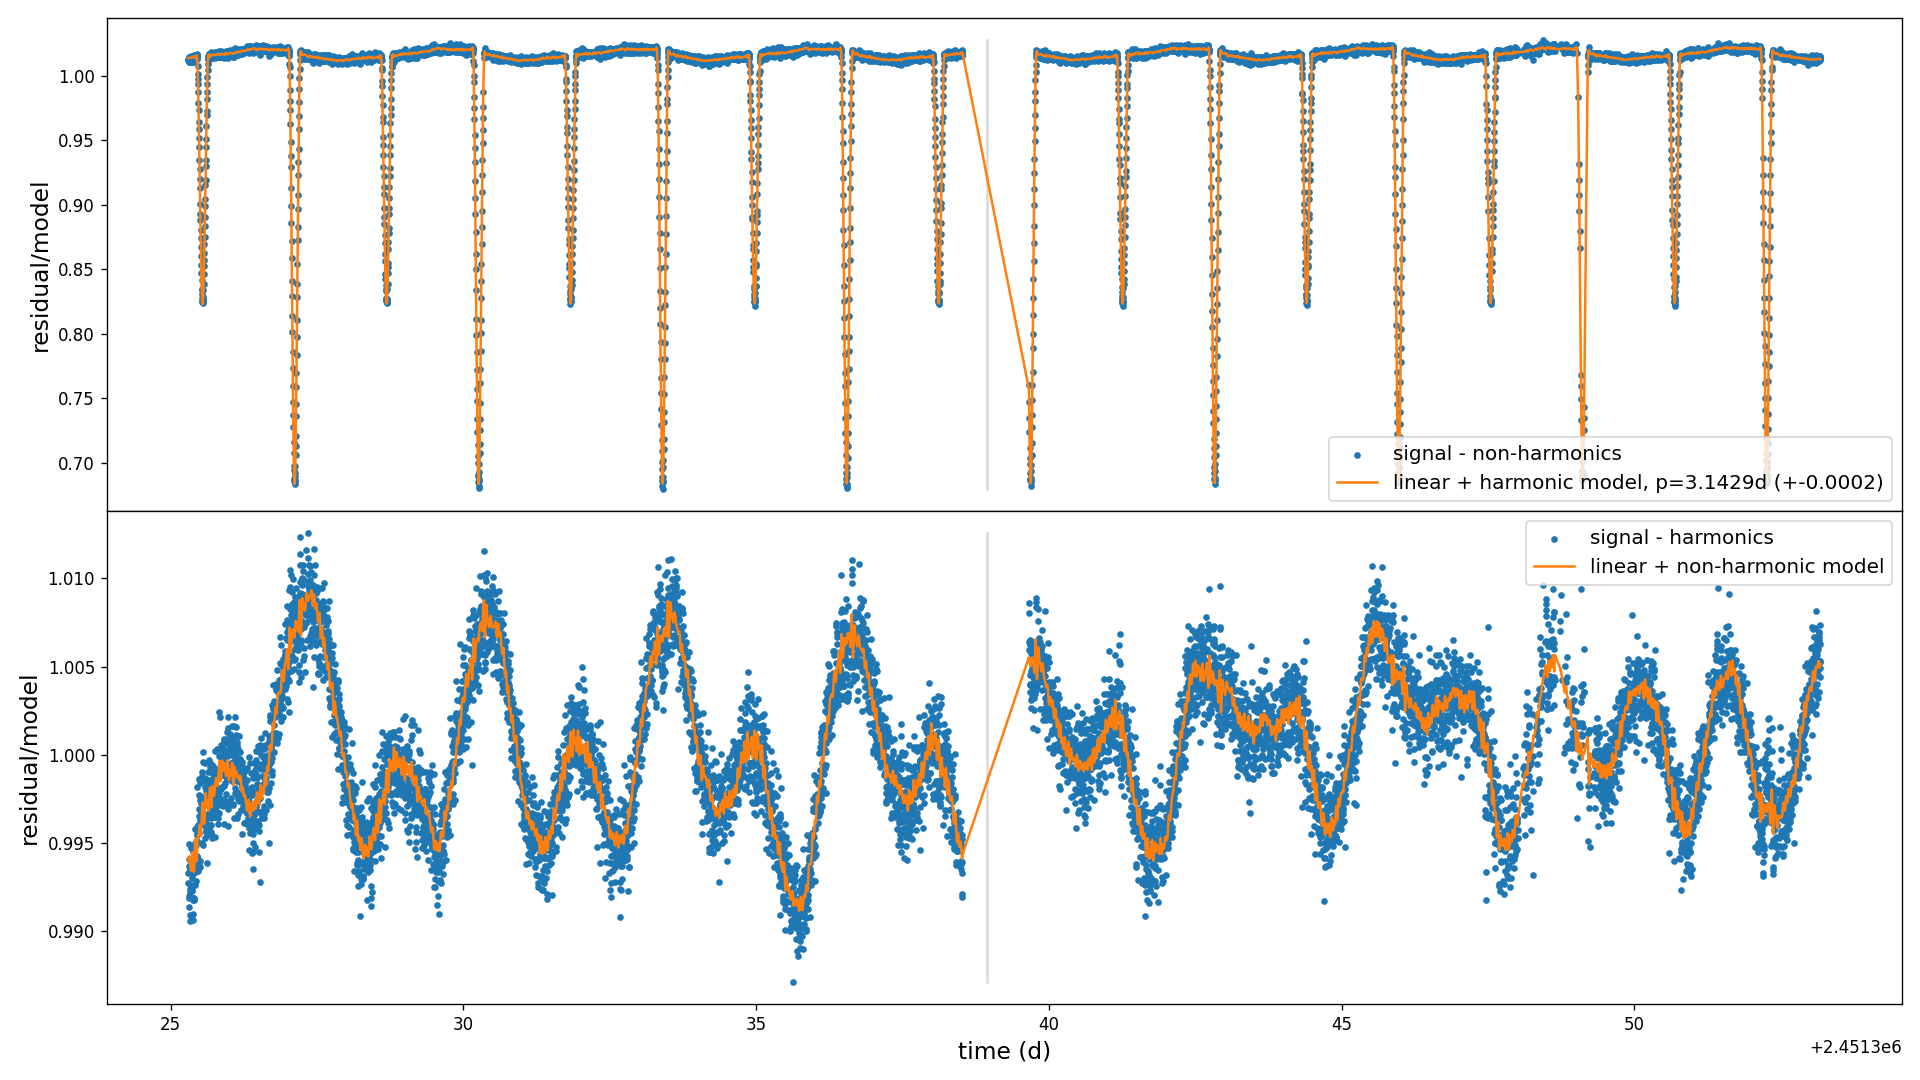 1.00
0.95
0.90
0.85
0.80
0.75
0.70
residual/model
signal - non-harmonics
linear + harmonic model, p=3.1429d (+-0.0002)
1.010
1.005
1.000
0.995
0.990
residual/model
signal - harmonics
linear + non-harmonic model
25
30
35
40
45
50
time (d)
+2.4513e6